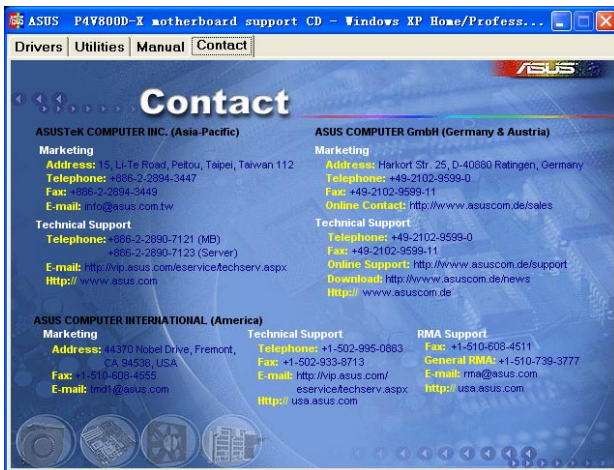 ASUS P4V800D-X motherboard support CD - Windows XP Home/Profess...
Drivers Utilities Manual Contact
ASUS
Contact
ASUSTeK COMPUTER INC. (Asia-Pacific)
Marketing
Address: 15, Li-Te Road, Peitou, Taipei, Taiwan 112
Telephone: +886-2-2894-3447
Fax: +886-2-2894-3449
E-mail: info@asus.com.tw
Technical Support
Telephone: +886-2-2890-7121 (MB)
+886-2-2890-7123 (Server)
E-mail: http://vip.asus.com/eservice/techserv.aspx
Http:// www.asus.com
ASUS COMPUTER GmbH (Germany & Austria)
Marketing
Address: Harkort Str. 25, D-40880 Ratingen, Germany
Telephone: +49-2102-9599-0
Fax: +49-2102-9599-11
Online Contact: http://www.asuscom.de/sales
Technical Support
Telephone: +49-2102-9599-0
Fax: +49-2102-9599-11
Online Support: http://www.asuscom.de/support
Download: http://www.asuscom.de/news
Http:// www.asuscom.de
ASUS COMPUTER INTERNATIONAL (America)
Marketing
Address: 44370 Nobel Drive, Fremont,
CA 94538, USA
Fax: +1-510-608-4555
E-mail: tmd1@asus.com
Technical Support
Telephone: +1-502-995-0883
Fax: +1-502-933-8713
E-mail: http://vip.asus.com/
eservice/techserv.aspx
Http:// usa.asus.com
RMA Support
Fax: +1-510-608-4511
General RMA: +1-510-739-3777
E-mail: rma@asus.com
http:// usa.asus.com